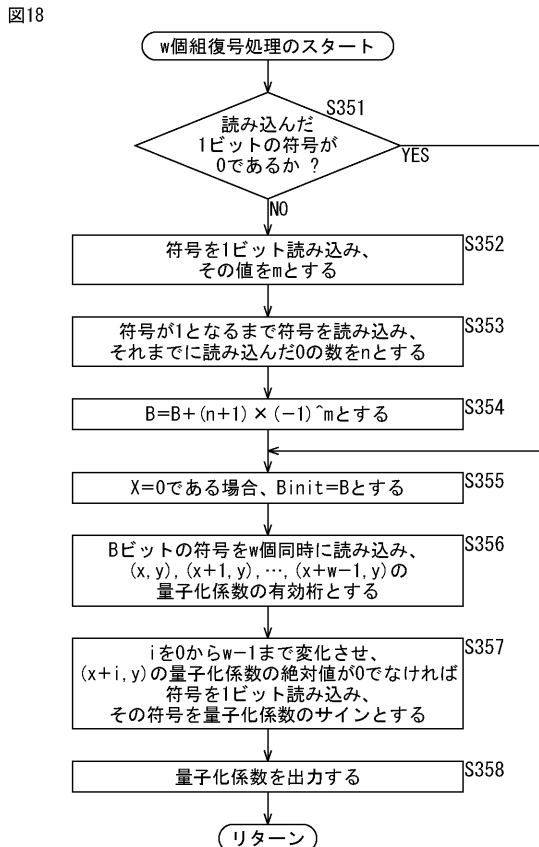 図18
w個組復号処理のスタート
S351
読み込んだ
1ビットの符号が
0であるか ?
YES
NO
符号を1ビット読み込み、
その値をmとする
S352
符号が1となるまで符号を読み込み、
それまでに読み込んだ0の数をnとする
S353
B=B+(n+1)×(-1)^mとする
S354
X=0である場合、Binit=Bとする
S355
Bビットの符号をw個同時に読み込み、
(x,y),(x+1,y),…,(x+w-1,y)の
量子化係数の有効桁とする
S356
iを0からw-1まで変化させ、
(x+i,y)の量子化係数の絶対値が0でなければ
符号を1ビット読み込み、
その符号を量子化係数のサインとする
S357
量子化係数を出力する
S358
リターン